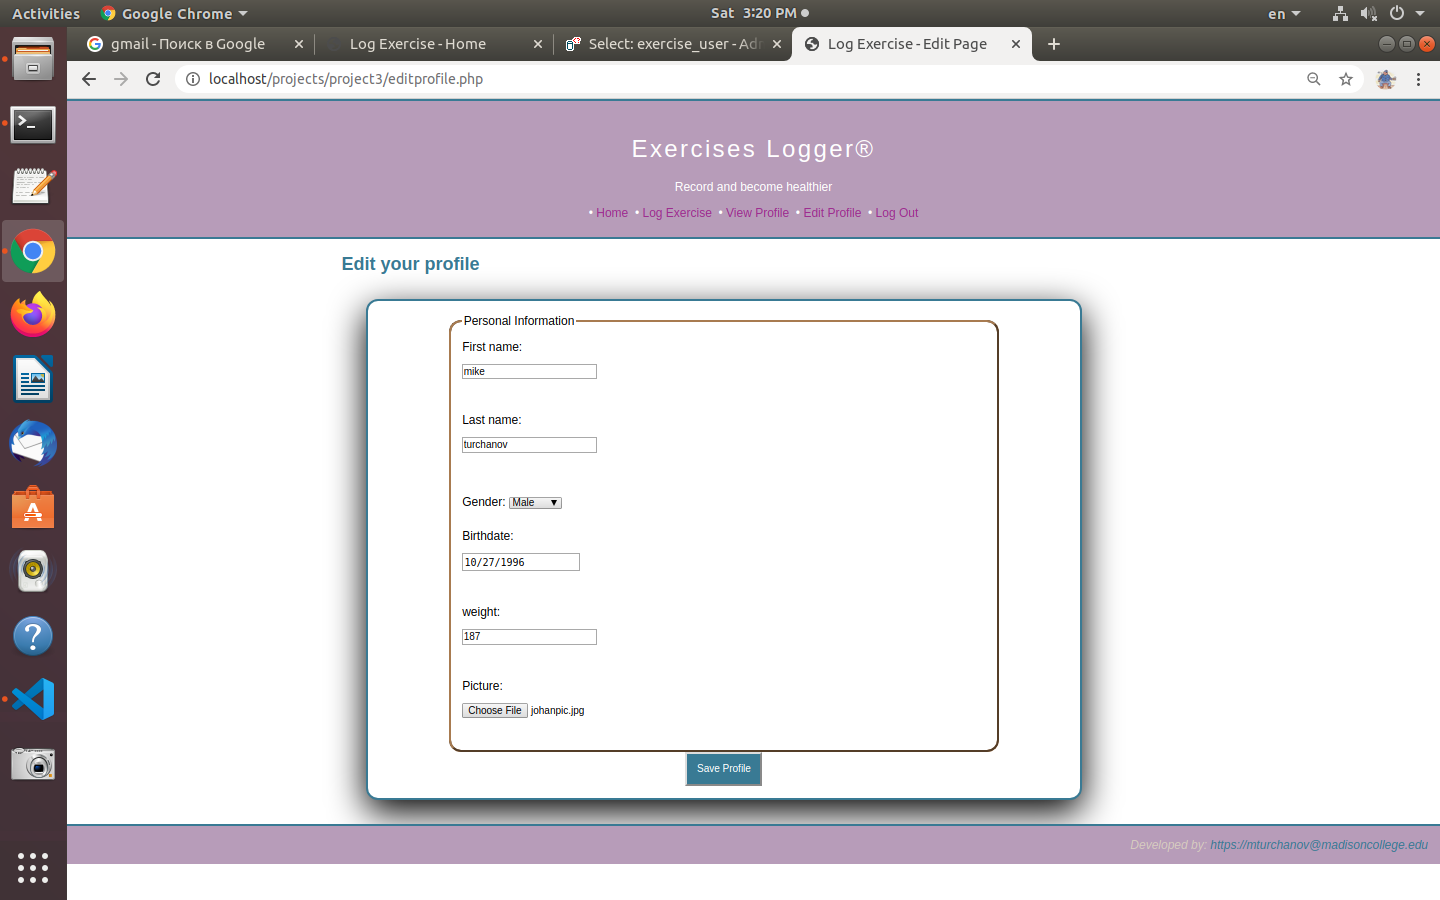 Activities Google Chrome Sat 3:20 PM en
gmail - Поиск в Google Log Exercise - Home Select: exercise_user - Adm Log Exercise - Edit Page
localhost/projects/project3/editprofile.php
Exercises Logger®
Record and become healthier
• Home • Log Exercise • View Profile • Edit Profile • Log Out
Edit your profile
Personal Information
First name:
mike
Last name:
turchanov
Gender: Male
Birthdate:
10/27/1996
weight:
187
Picture:
Choose File johanpic.jpg
Save Profile
Developed by: https://mturchanov@madisoncollege.edu